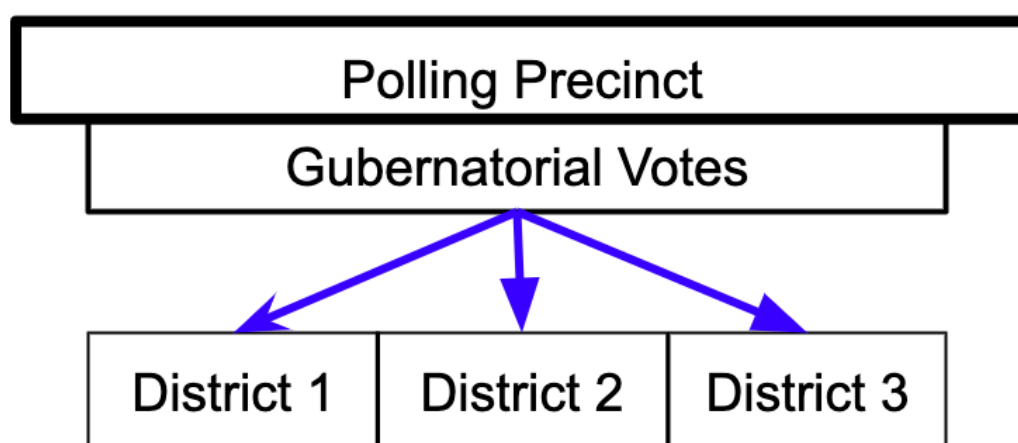 Polling Precinct
Gubernatorial Votes
District 1 District 2 District 3